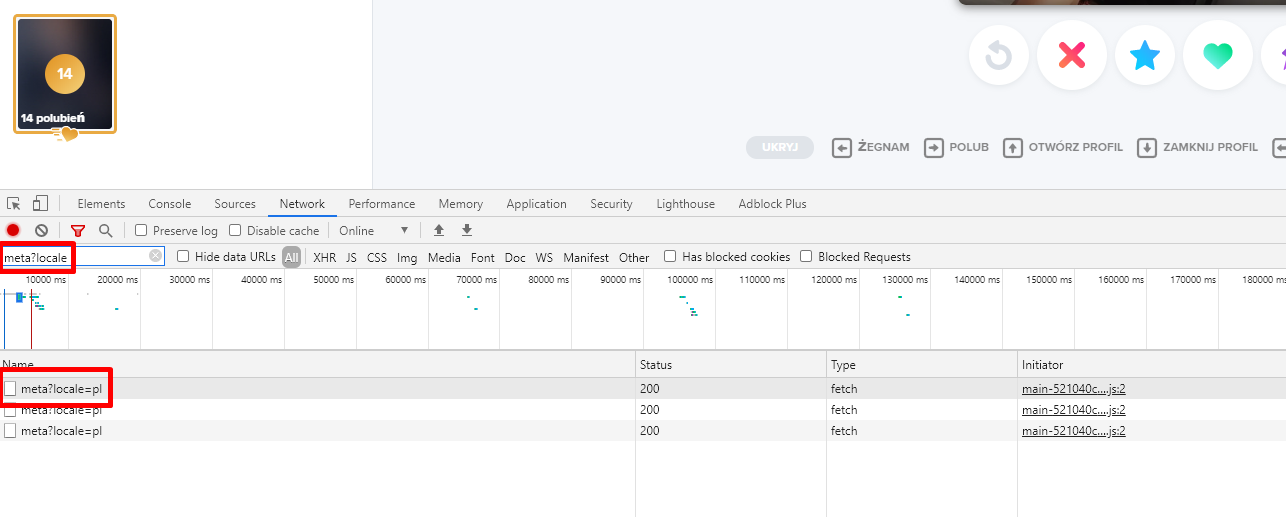 14
14 polubień
UKRYJ ŻEGNAM POLUB OTWÓRZ PROFIL ZAMKNIJ PROFIL
Elements Console Sources Network Performance Memory Application Security Lighthouse Adblock Plus
Preserve log Disable cache Online
meta?locale Hide data URLs All XHR JS CSS Img Media Font Doc WS Manifest Other Has blocked cookies Blocked Requests
10000 ms 20000 ms 30000 ms 40000 ms 50000 ms 60000 ms 70000 ms 80000 ms 90000 ms 100000 ms 110000 ms 120000 ms 130000 ms 140000 ms 150000 ms 160000 ms 170000 ms 180000 ms
Name Status Type Initiator
meta?locale=pl 200 fetch main-521040c....js:2
meta?locale=pl 200 fetch main-521040c....js:2
meta?locale=pl 200 fetch main-521040c....js:2